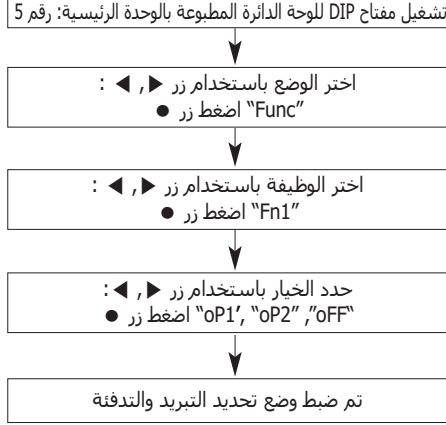 تشغيل مفتاح DIP للوحة الدائرة المطبوعة بالوحدة الرئيسية: رقم 5
اختر الوضع باستخدام زر ▶ , ◀ :
"Func" اضغط زر ●
اختر الوظيفة باستخدام زر ▶ , ◀ :
"Fn1" اضغط زر ●
حدد الخيار باستخدام زر ▶ , ◀ :
"oFF", "oP2" ,'oP1" اضغط زر ●
تم ضبط وضع تحديد التبريد والتدفئة